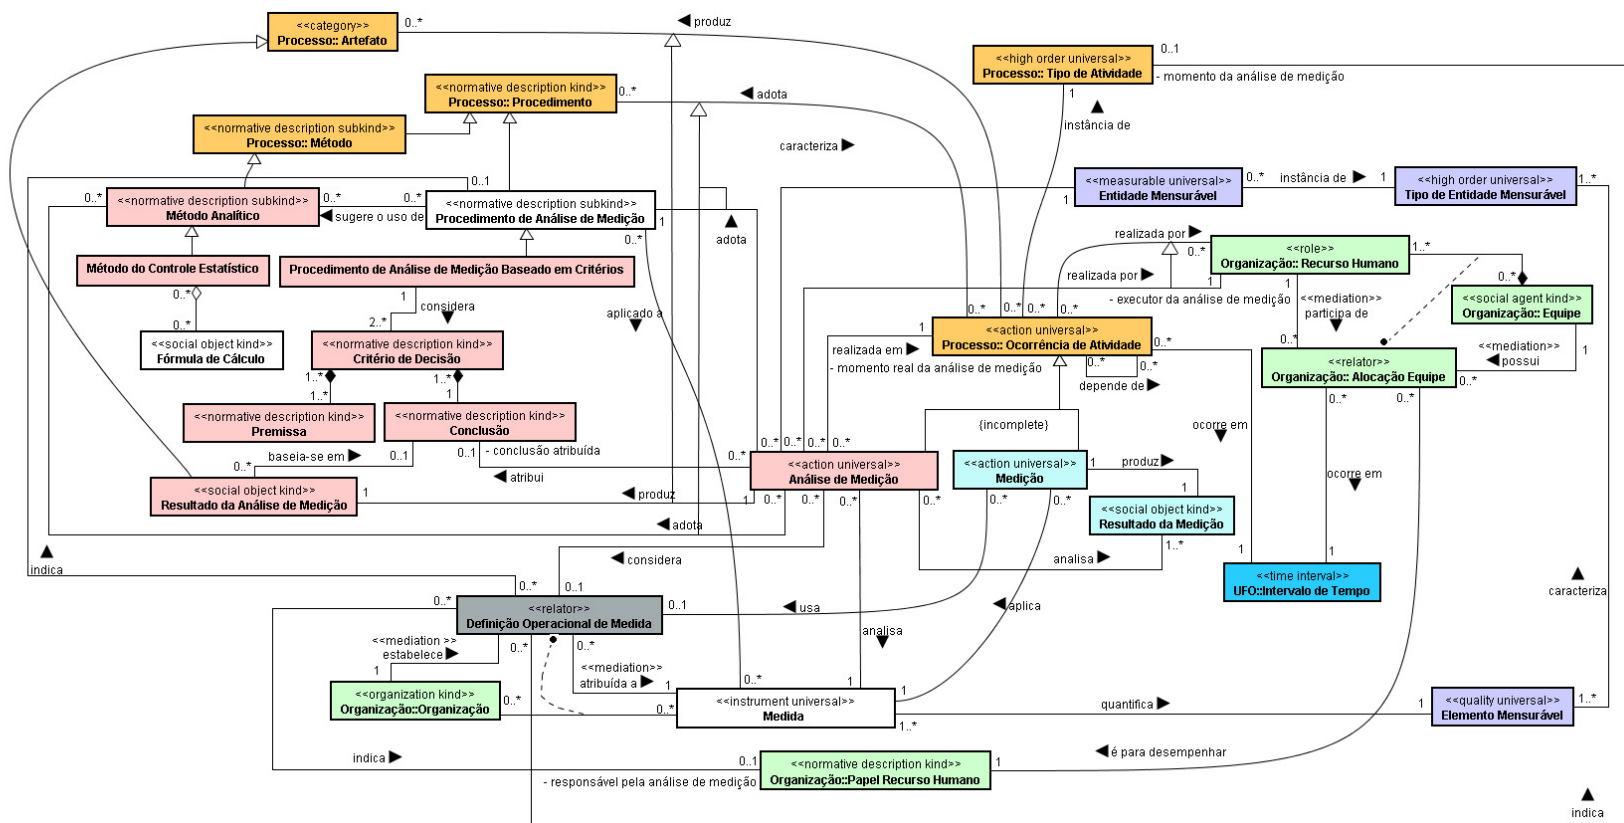 <<category>>
Processo:: Artefato
0..*
◀ produz
<<high order universal>>
Processo:: Tipo de Atividade
0..1
- momento da análise de medição
1
▲
instância de
<<normative description kind>>
Processo:: Procedimento
0..*
◀ adota
<<normative description subkind>>
Processo:: Método
caracteriza ▶
0..*
<<normative description subkind>>
Método Analítico
0..*
0..*
◀ sugere o uso de
0..1
<<normative description subkind>>
Procedimento de Análise de Medição
1
0..*
▲
adota
<<measurable universal>>
Entidade Mensurável
1
0..*
instância de ▶
1
<<high order universal>>
Tipo de Entidade Mensurável
1..*
Método do Controle Estatístico
0..*
0..*
Procedimento de Análise de Medição Baseado em Critérios
1
considera
▼
2..*
realizada por ▶
0..*
realizada por ▶
1
- executor da análise de medição
<<role>>
Organização:: Recurso Humano
1..*
1
0..*
<<social agent kind>>
Organização:: Equipe
1
<<mediation>>
participa de
▼
0..*
<<mediation>>
◀ possui
0..*
<<relator>>
Organização:: Alocação Equipe
0..*
0..*
<<social object kind>>
Fórmula de Cálculo
<<normative description kind>>
Critério de Decisão
1..*
1..*
1..*
1
<<normative description kind>>
Premissa
<<normative description kind>>
Conclusão
0..1
0..1
- conclusão atribuída
◀ atribui
baseia-se em ▶
0..*
aplicado a
▼
0..*
0..*
0..*
0..*
<<action universal>>
Processo:: Ocorrência de Atividade
1
realizada em ▶
- momento real da análise de medição
0..*
0..*
0..*
depende de ▶
{incomplete}
ocorre em
▼
ocorre em
▼
<<social object kind>>
Resultado da Análise de Medição
1
◀ produz
1
0..*
0..*
0..*
0..*
<<action universal>>
Análise de Medição
0..*
0..*
0..*
0..*
<<action universal>>
Medição
1
produz ▶
1
0..*
0..*
<<social object kind>>
Resultado da Medição
1..*
analisa ▶
◀ adota
◀ considera
▲
indica
1
1
<<time interval>>
UFO::Intervalo de Tempo
▲
caracteriza
0..*
0..*
0..1
<<relator>>
Definição Operacional de Medida
0..1
◀ usa
◀ aplica
analisa
▼
0..*
0..*
<<mediation >>
estabelece ▶
1
<<mediation>>
atribuída a ▶
1
0..*
1
1
<<organization kind>>
Organização::Organização
0..*
0..*
<<instrument universal>>
Medida
1..*
quantifica ▶
1
<<quality universal>>
Elemento Mensurável
1..*
indica ▶
0..1
- responsável pela análise de medição
<<normative description kind>>
Organização::Papel Recurso Humano
1
◀ é para desempenhar
▲
indica